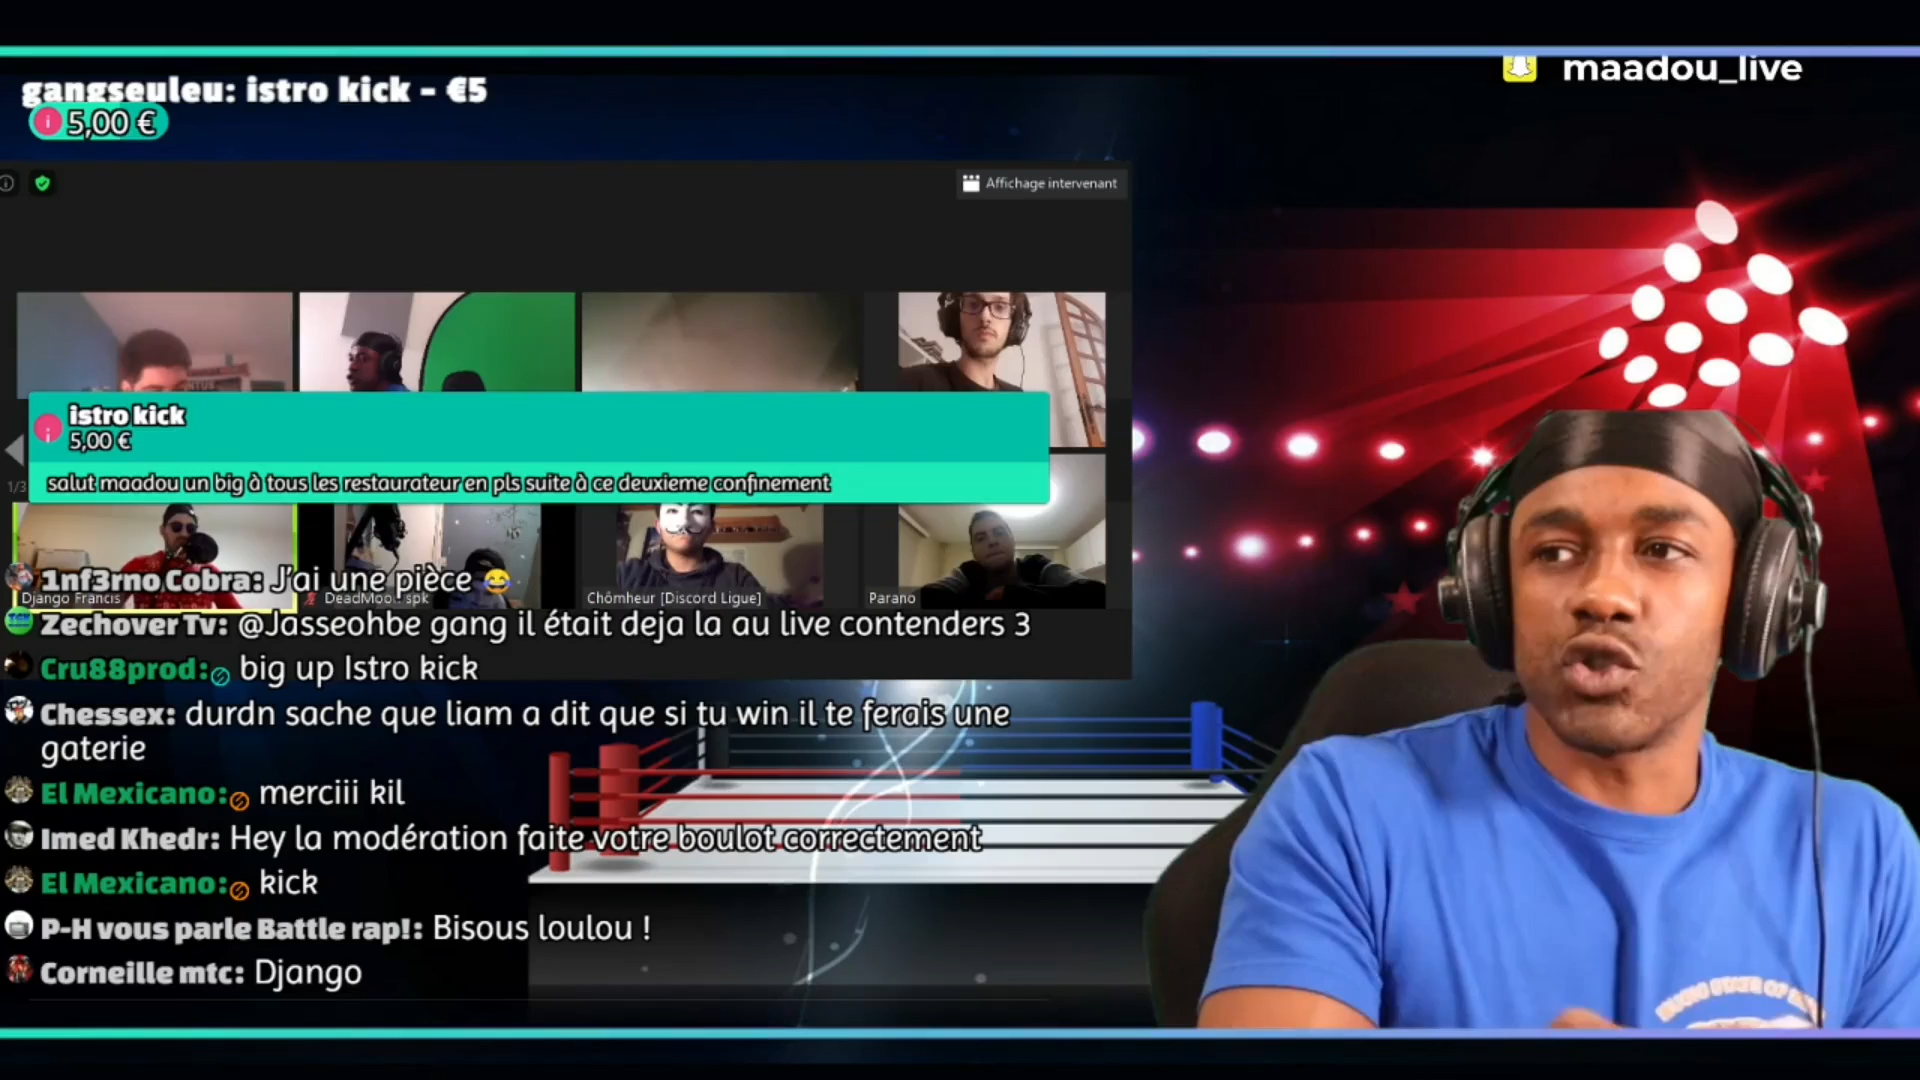 maadou_live
gangseuleu: istro kick - €5
5,00 €
Affichage intervenant
istro kick
5,00 €
salut maadou un big à tous les restaurateur en pls suite à ce deuxieme confinement
1/3
Django Francis
Chômheur [Discord Ligue]
Parano
1nf3rno Cobra: J'ai une pièce 😂
Zechover Tv: @Jasseohbe gang il était deja la au live contenders 3
Cru88prod: big up Istro kick
Chessex: durdn sache que liam a dit que si tu win il te ferais une
gaterie
El Mexicano: merciii kil
Imed Khedr: Hey la modération faite votre boulot correctement
El Mexicano: kick
P-H vous parle Battle rap!: Bisous loulou !
Corneille mtc: Django